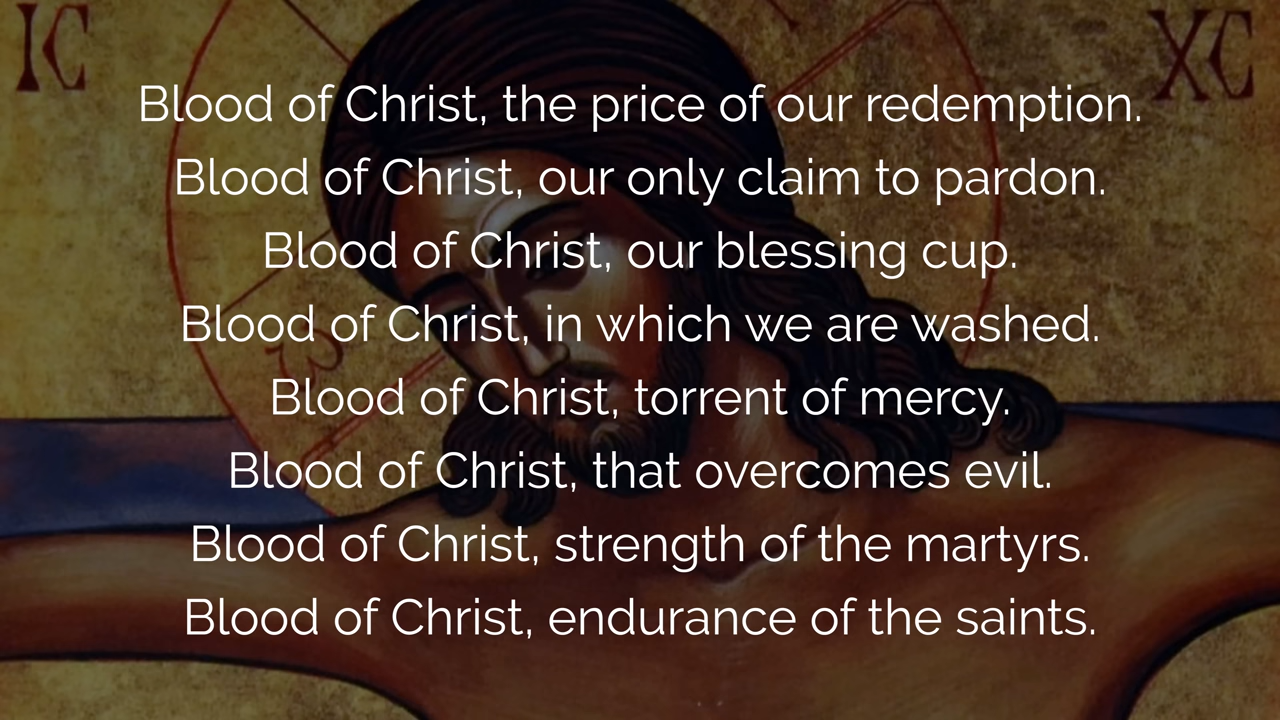 IC XC
Blood of Christ, the price of our redemption.
Blood of Christ, our only claim to pardon.
Blood of Christ, our blessing cup.
Blood of Christ, in which we are washed.
Blood of Christ, torrent of mercy.
Blood of Christ, that overcomes evil.
Blood of Christ, strength of the martyrs.
Blood of Christ, endurance of the saints.